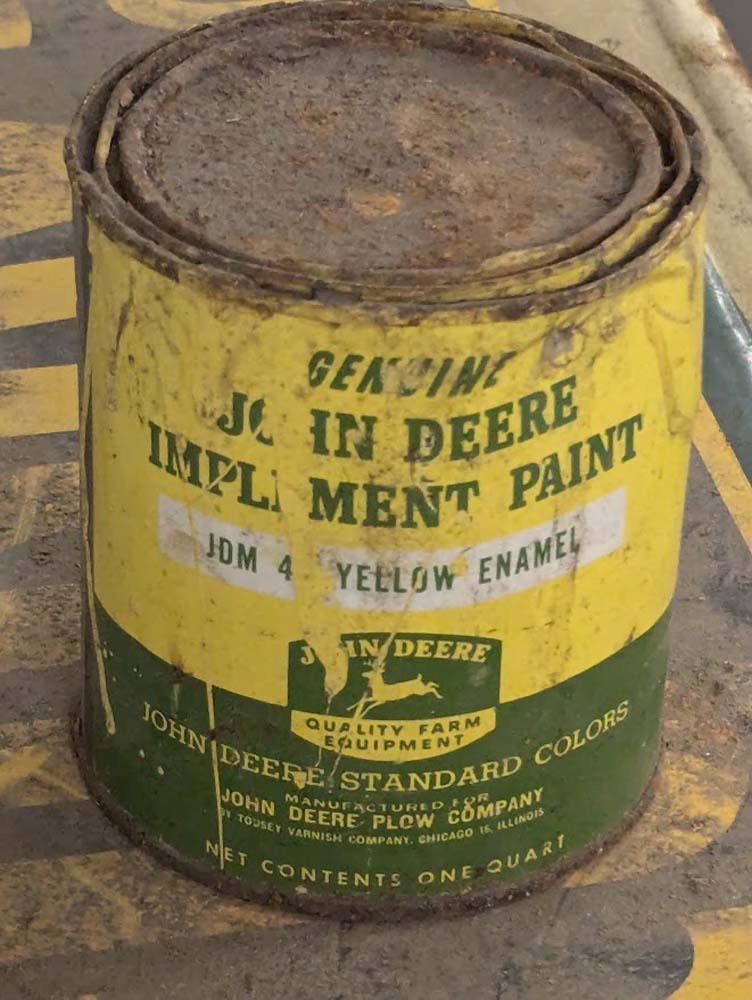 GENUINE
JOHN DEERE
IMPLEMENT PAINT
JDM 4 YELLOW ENAMEL
JOHN DEERE
QUALITY FARM
EQUIPMENT
JOHN DEERE STANDARD COLORS
MANUFACTURED FOR
JOHN DEERE PLOW COMPANY
BY TOUSEY VARNISH COMPANY, CHICAGO 16, ILLINOIS
NET CONTENTS ONE QUART